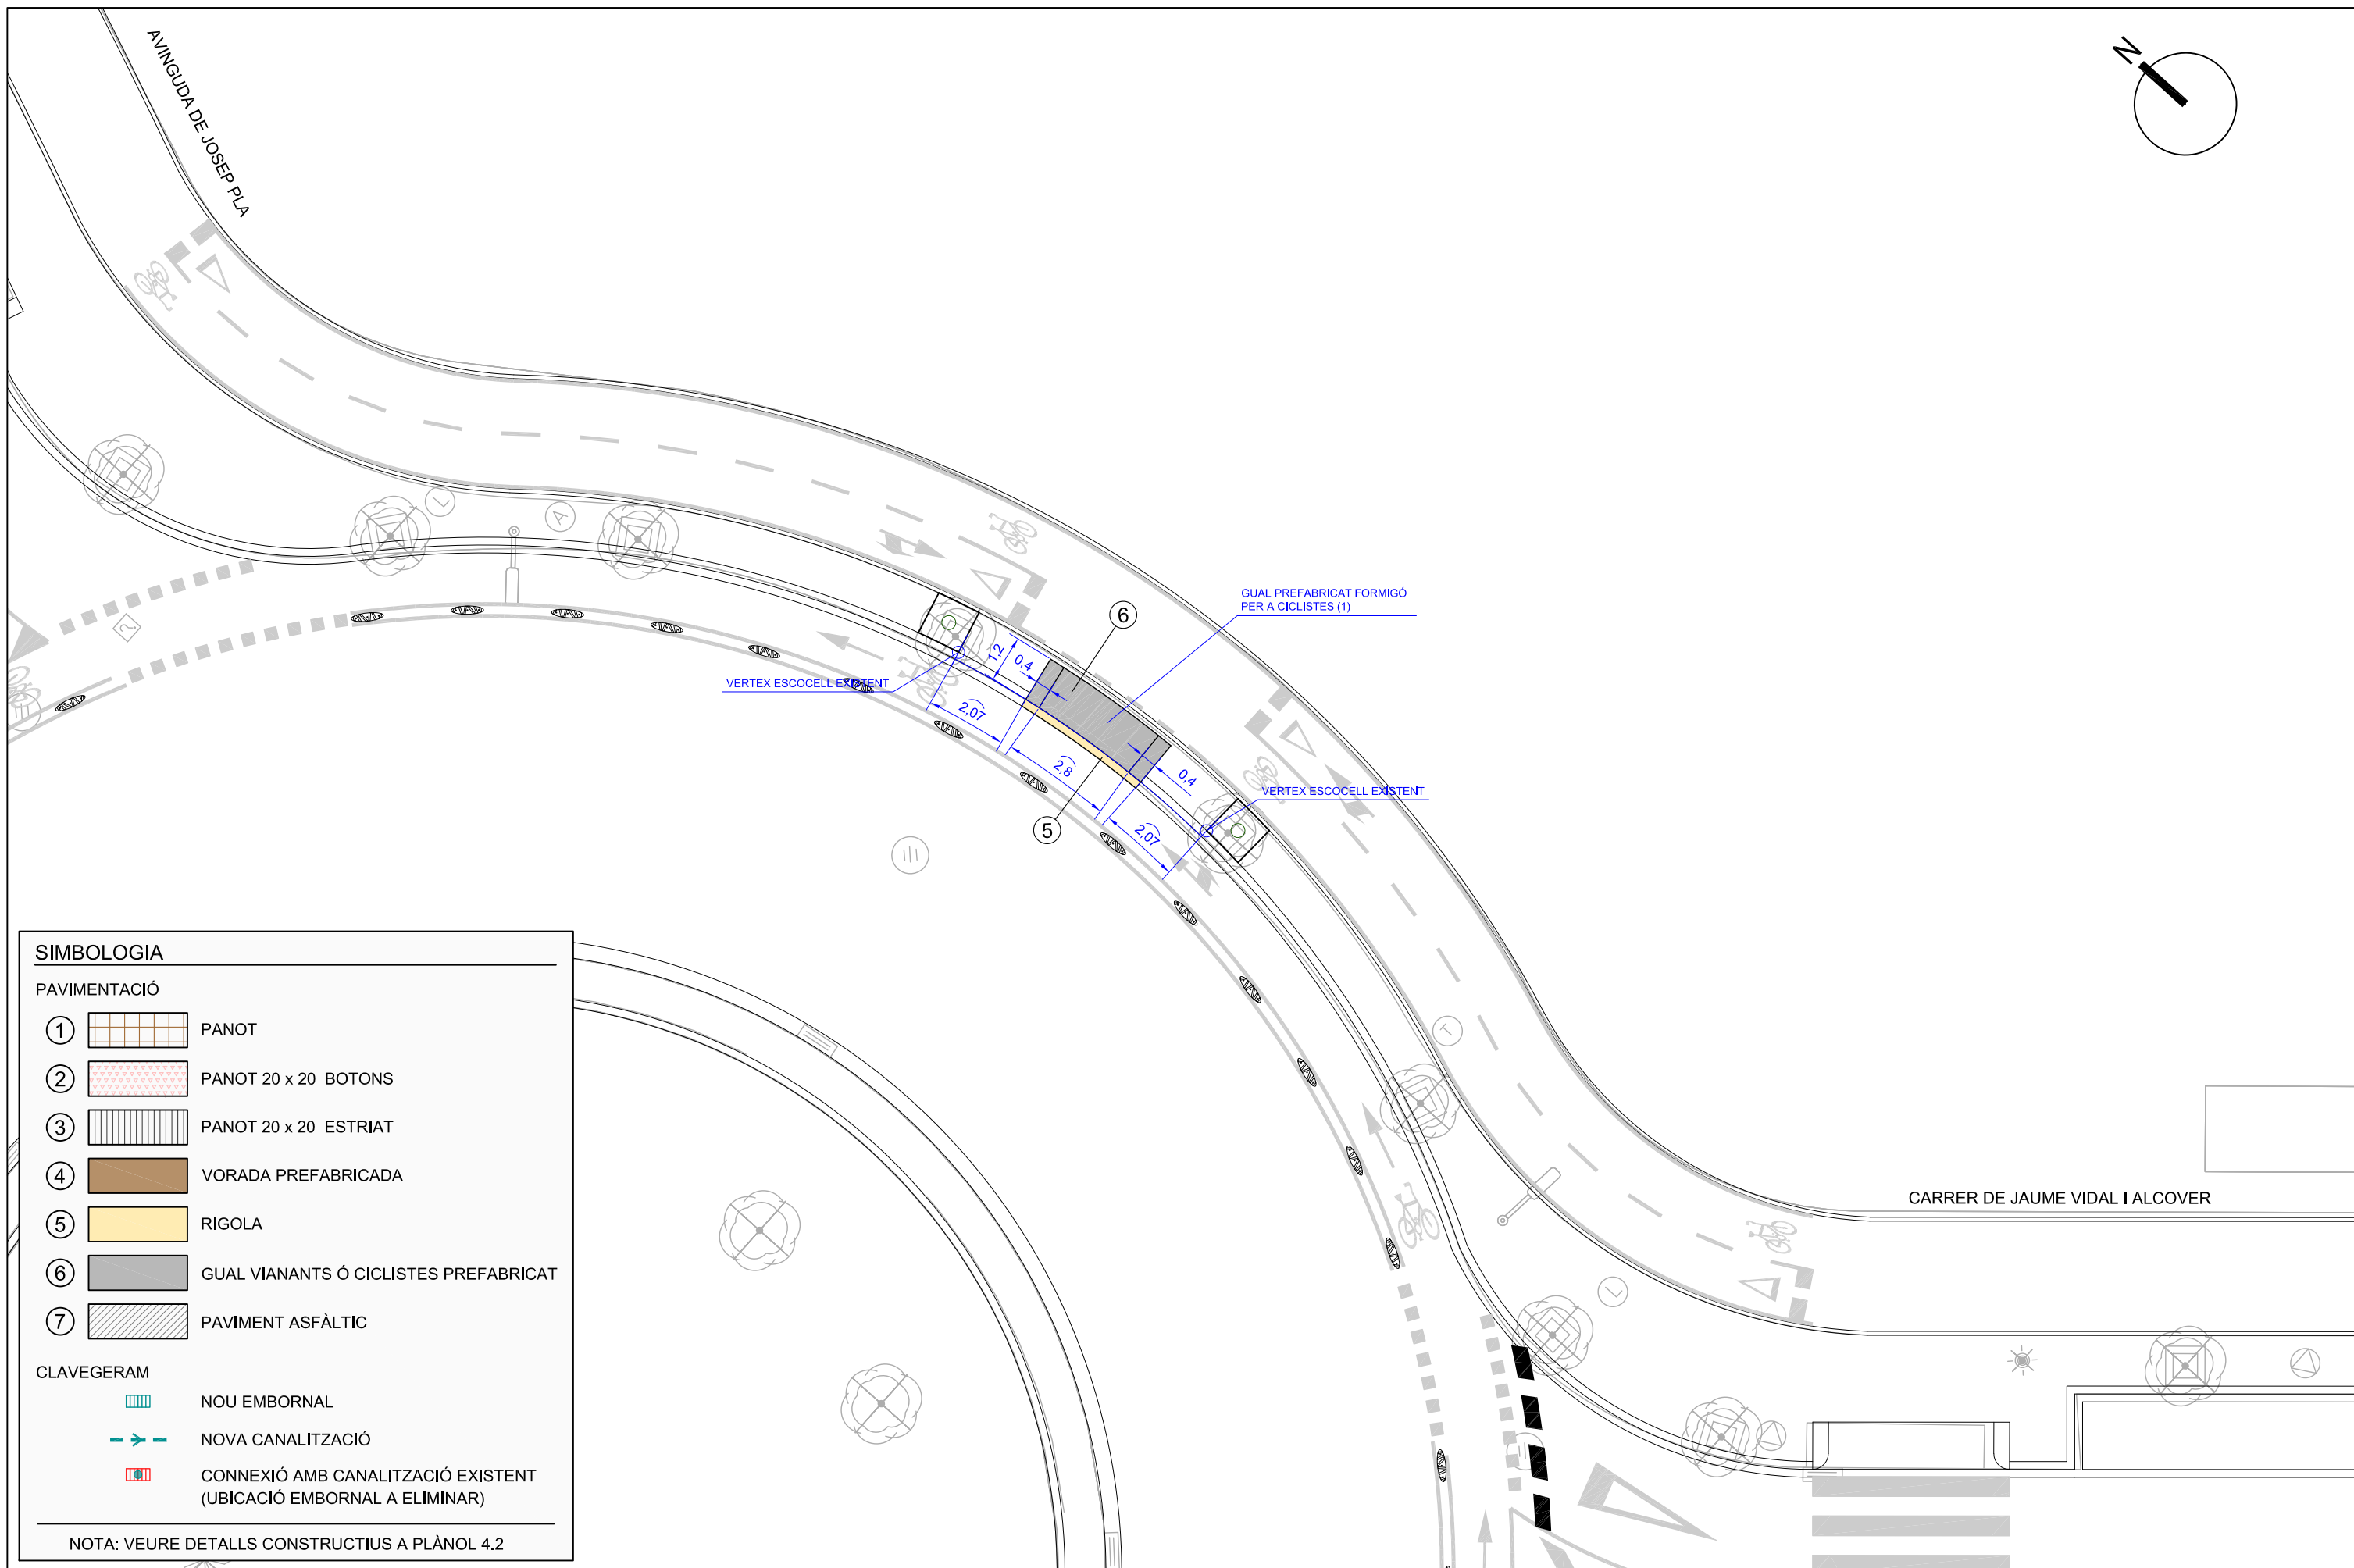 AVINGUDA DE JOSEP PLA
N
L
A
6
GUAL PREFABRICAT FORMIGÓ
PER A CICLISTES (1)
1,2
0,4
VERTEX ESCOCELL EXISTENT
2,07
2,8
0,4
VERTEX ESCOCELL EXISTENT
5
2,07
T
CARRER DE JAUME VIDAL I ALCOVER
L
SIMBOLOGIA
PAVIMENTACIÓ
1 PANOT
2 PANOT 20 x 20 BOTONS
3 PANOT 20 x 20 ESTRIAT
4 VORADA PREFABRICADA
5 RIGOLA
6 GUAL VIANANTS Ó CICLISTES PREFABRICAT
7 PAVIMENT ASFÀLTIC
CLAVEGERAM
NOU EMBORNAL
NOVA CANALITZACIÓ
CONNEXIÓ AMB CANALITZACIÓ EXISTENT
(UBICACIÓ EMBORNAL A ELIMINAR)
NOTA: VEURE DETALLS CONSTRUCTIUS A PLÀNOL 4.2